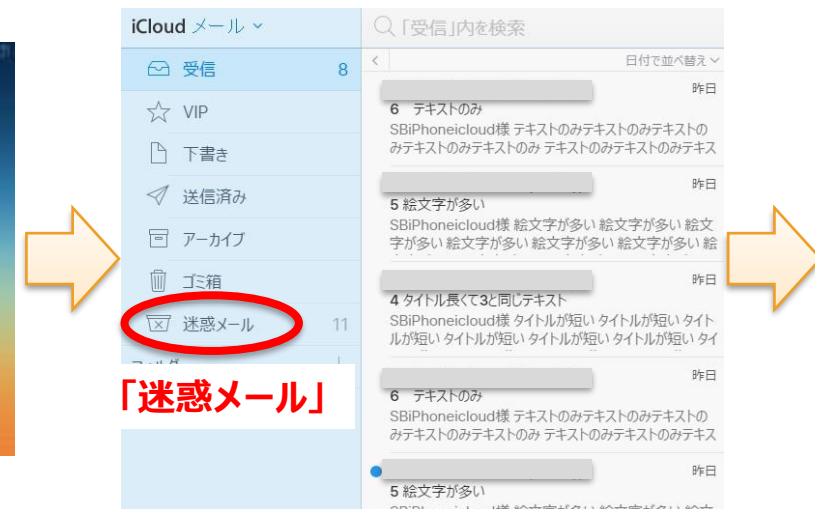 iCloud メール
受信 8
VIP
下書き
送信済み
アーカイブ
ゴミ箱
迷惑メール 11
「迷惑メール」
「受信」内を検索
日付で並べ替え
昨日
6 テキストのみ
SBiPhoneicloud様 テキストのみテキストのみテキストの
みテキストのみテキストのみ テキストのみテキストのみテキス
昨日
5 絵文字が多い
SBiPhoneicloud様 絵文字が多い 絵文字が多い 絵文
字が多い 絵文字が多い 絵文字が多い 絵文字が多い 絵
昨日
4 タイトル長くて3と同じテキスト
SBiPhoneicloud様 タイトルが短い タイトルが短い タイト
ルが短い タイトルが短い タイトルが短い タイトルが短い タイ
昨日
6 テキストのみ
SBiPhoneicloud様 テキストのみテキストのみテキストの
みテキストのみテキストのみ テキストのみテキストのみテキス
昨日
5 絵文字が多い